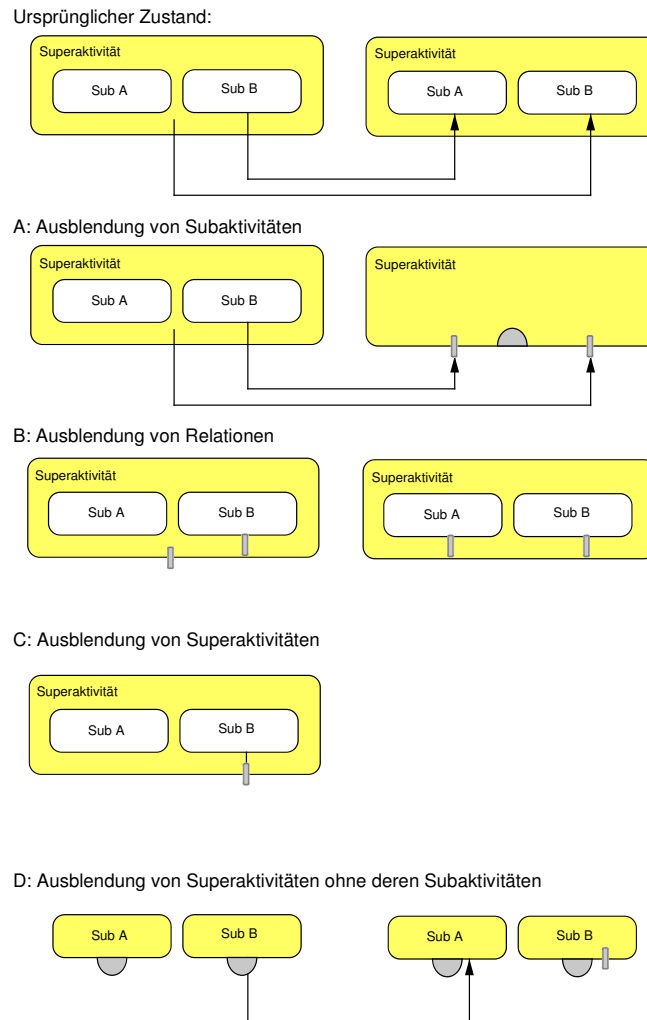 Ursprünglicher Zustand:
Superaktivität
Superaktivität
Sub A
Sub B
Sub A
Sub B
A: Ausblendung von Subaktivitäten
Superaktivität
Superaktivität
Sub A
Sub B
B: Ausblendung von Relationen
Superaktivität
Superaktivität
Sub A
Sub B
Sub A
Sub B
C: Ausblendung von Superaktivitäten
Superaktivität
Sub A
Sub B
D: Ausblendung von Superaktivitäten ohne deren Subaktivitäten
Sub A
Sub B
Sub A
Sub B